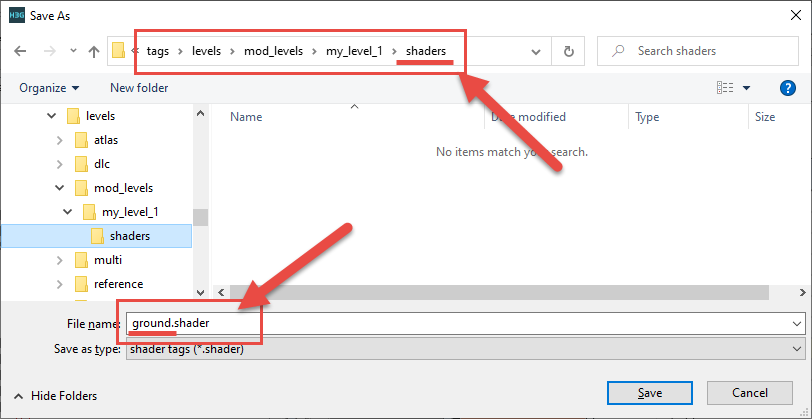 H3G Save As
« tags > levels > mod_levels > my_level_1 > shaders
Search shaders
Organize New folder
?
levels
atlas
dlc
mod_levels
my_level_1
shaders
multi
reference
Name Date modified Type Size
No items match your search.
File name: ground.shader
Save as type: shader tags (*.shader)
Hide Folders
Save Cancel